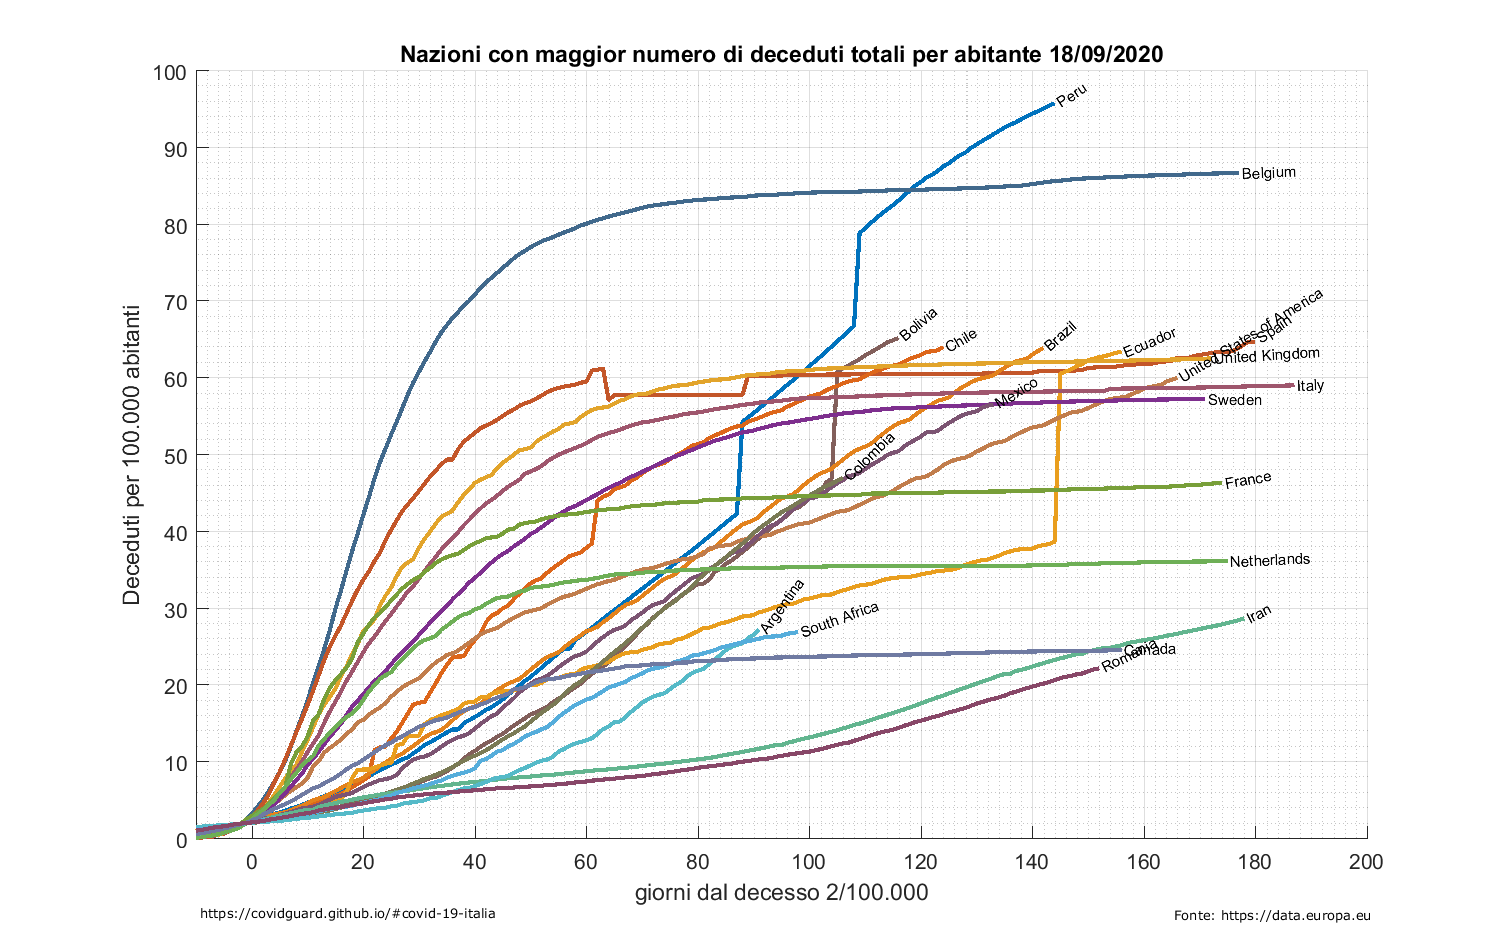 Nazioni con maggior numero di deceduti totali per abitante 18/09/2020
100
90
80
70
60
50
40
30
20
10
0
Deceduti per 100.000 abitanti
Peru
Belgium
Bolivia
Chile
Brazil
Ecuador
United States of America
Spain
United Kingdom
Italy
Mexico
Sweden
Colombia
France
Netherlands
Argentina
South Africa
Iran
Canada
Romania
0 20 40 60 80 100 120 140 160 180 200
giorni dal decesso 2/100.000
https://covidguard.github.io/#covid-19-italia
Fonte: https://data.europa.eu